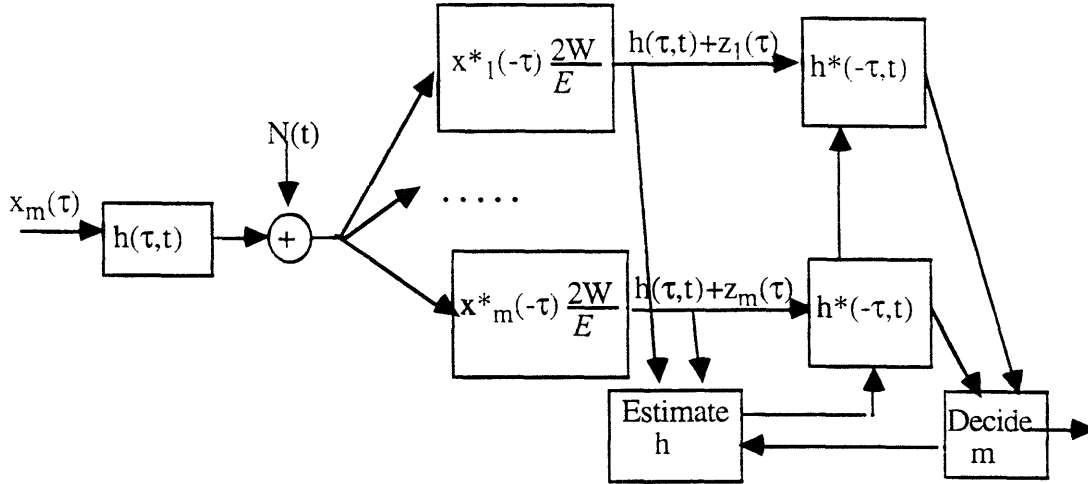 x*1(-τ) 2W/E
h(τ,t)+z1(τ)
h*(-τ,t)
N(t)
xm(τ)
h(τ,t)
+
.....
x*m(-τ) 2W/E
h(τ,t)+zm(τ)
h*(-τ,t)
Estimate
h
Decide
m